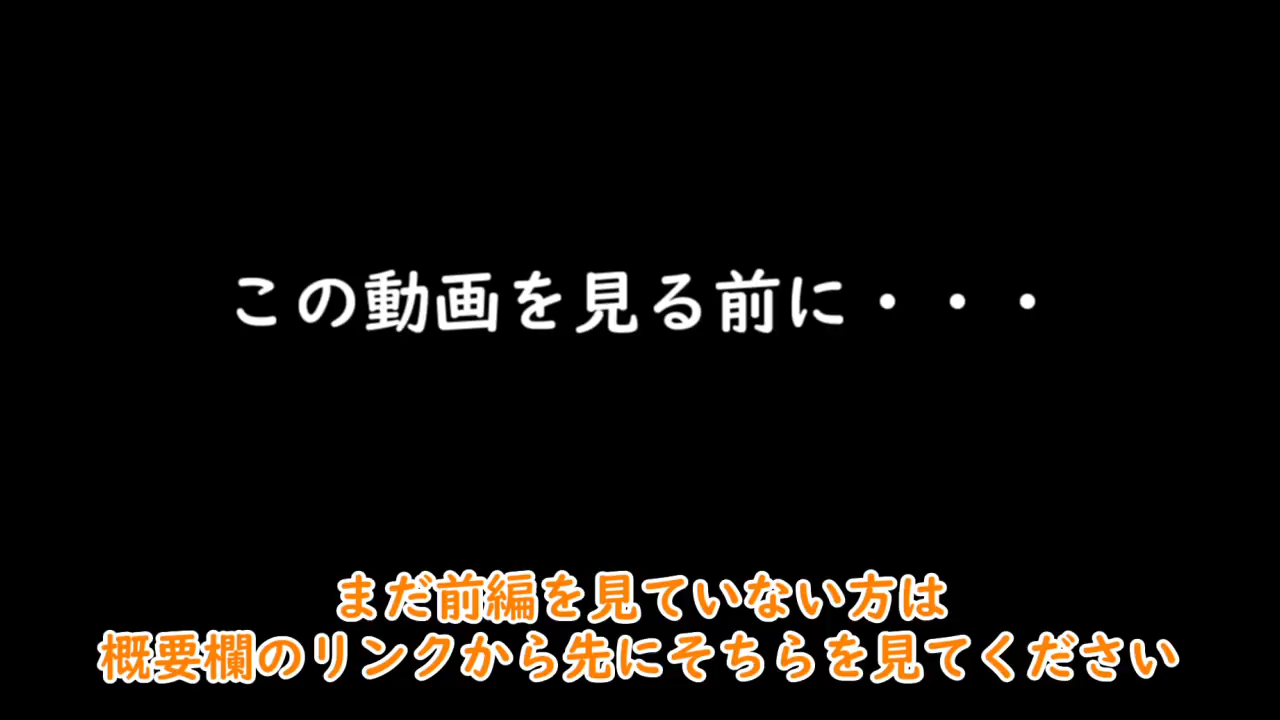 この動画を見る前に・・・
まだ前編を見ていない方は
概要欄のリンクから先にそちらを見てください